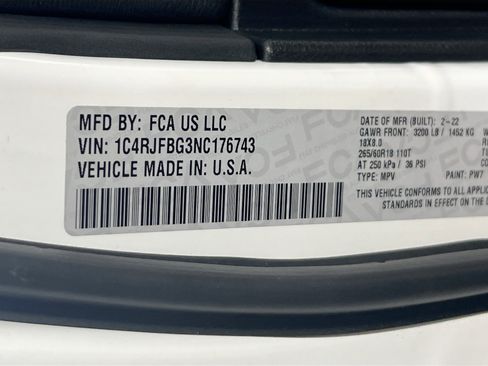 MFD BY: FCA US LLC
VIN: 1C4RJFBG3NC176743
VEHICLE MADE IN: U.S.A.
DATE OF MFR (BUILT): 2-22
GAWR FRONT: 3200 LB / 1452 KG W
18X8.0
265/60R18 110T
AT 250 kPa / 36 PSI
TYPE: MPV PAINT: PW7
THIS VEHICLE CONFORMS TO ALL
STANDARDS IN EFFECT ON THE D